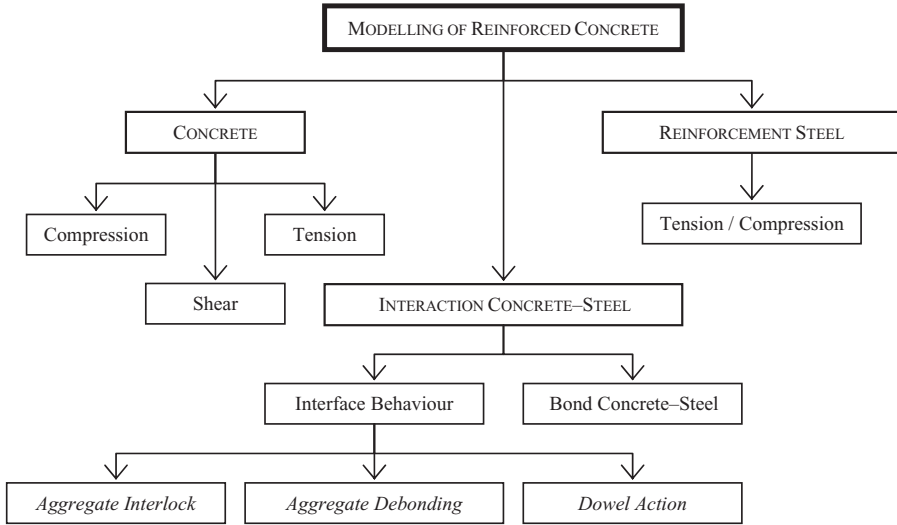 MODELLING OF REINFORCED CONCRETE
CONCRETE
REINFORCEMENT STEEL
Compression
Tension
Tension / Compression
Shear
INTERACTION CONCRETE–STEEL
Interface Behaviour
Bond Concrete–Steel
Aggregate Interlock
Aggregate Debonding
Dowel Action